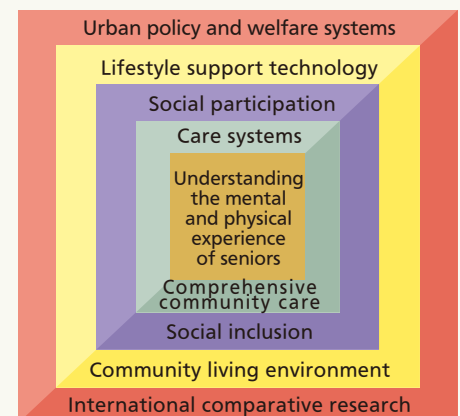 Urban policy and welfare systems
Lifestyle support technology
Social participation
Care systems
Understanding
the mental
and physical
experience
of seniors
Comprehensive
community care
Social inclusion
Community living environment
International comparative research